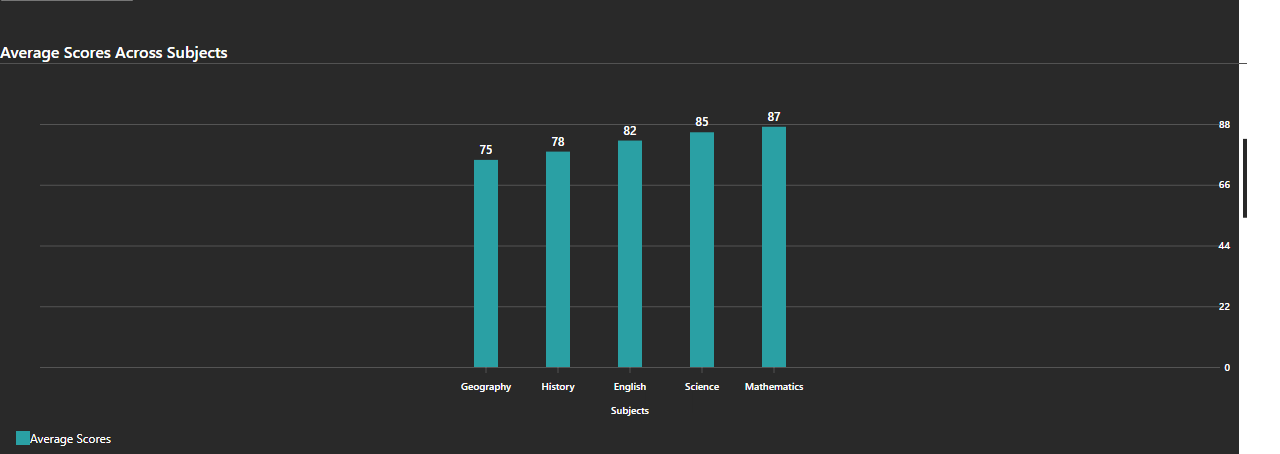 Average Scores Across Subjects
87
85
82
78
75
88
66
44
22
0
Geography History English Science Mathematics
Subjects
Average Scores